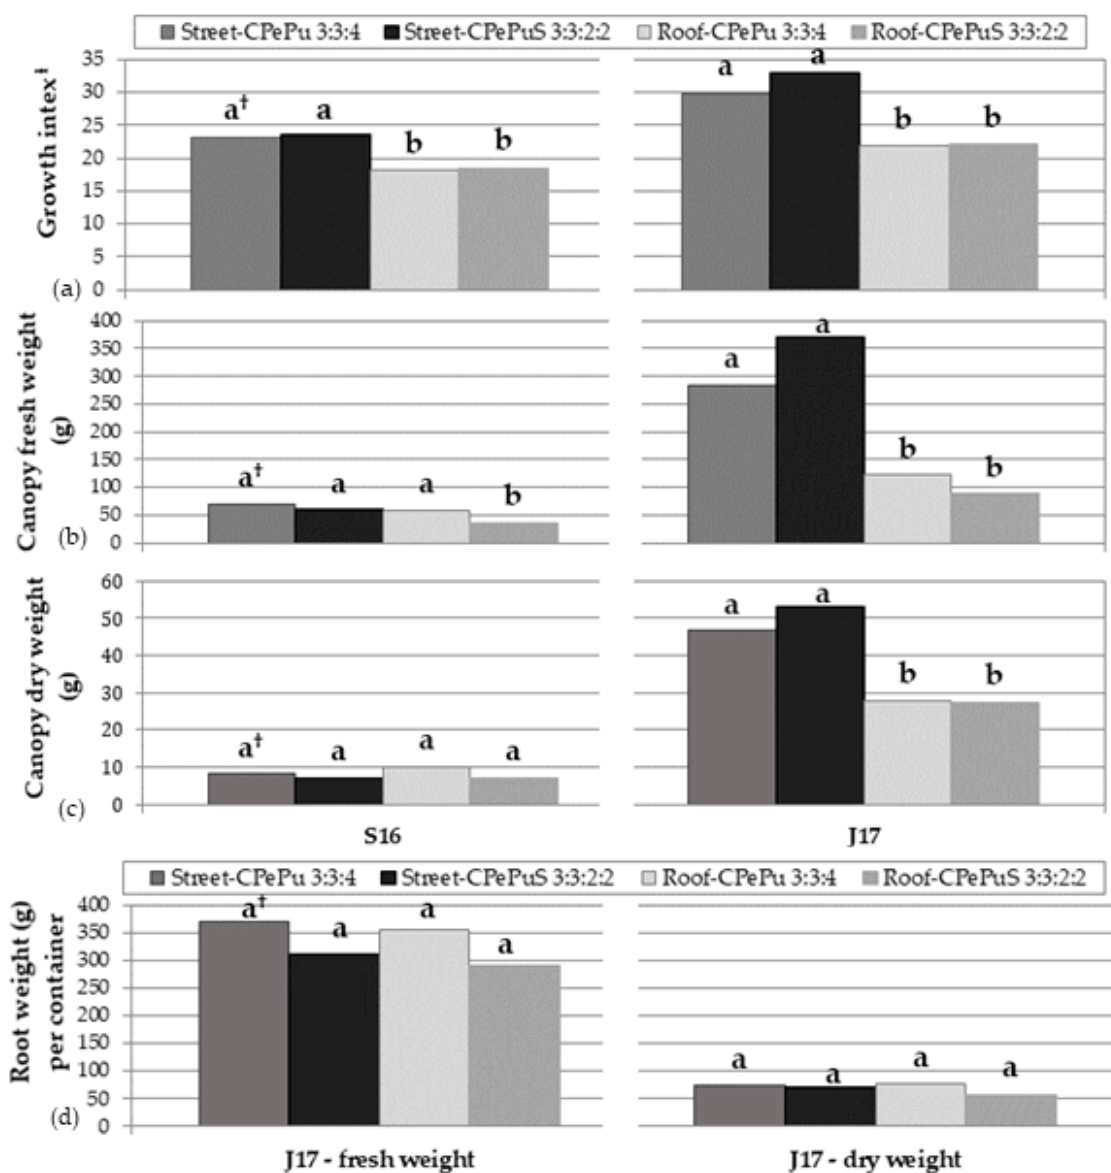 Street-CPePu 3:3:4 Street-CPePuS 3:3:2:2 Roof-CPePu 3:3:4 Roof-CPePuS 3:3:2:2
Growth intex‡
35
30
25
20
15
10
5
0
a† a b b
a a b b
(a)
Canopy fresh weight
(g)
400
350
300
250
200
150
100
50
0
a† a a b
a a b b
(b)
Canopy dry weight
(g)
60
50
40
30
20
10
0
a† a a a
a a b b
(c)
S16 J17
Street-CPePu 3:3:4 Street-CPePuS 3:3:2:2 Roof-CPePu 3:3:4 Roof-CPePuS 3:3:2:2
Root weight (g)
per container
400
350
300
250
200
150
100
50
0
a† a a a
a a a a
(d)
J17 - fresh weight J17 - dry weight